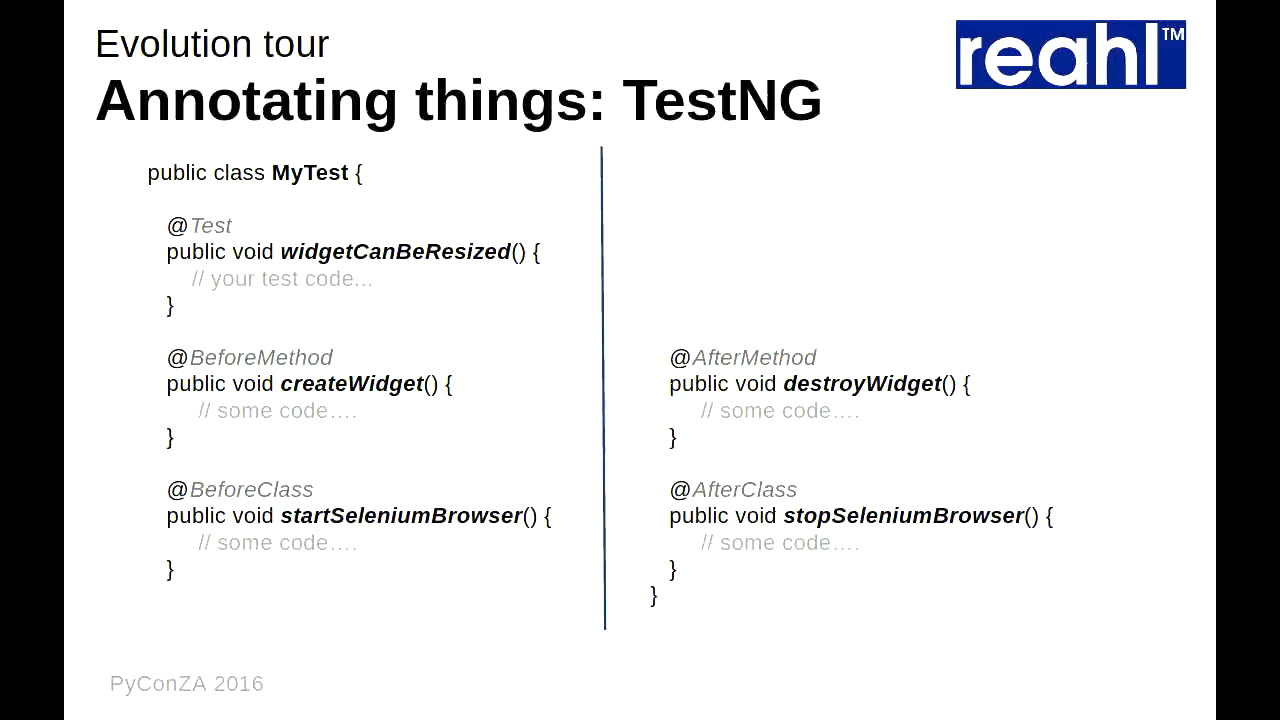 Evolution tour
reahl™
Annotating things: TestNG
public class MyTest {
@Test
public void widgetCanBeResized() {
// your test code...
}
@BeforeMethod
public void createWidget() {
// some code….
}
@BeforeClass
public void startSeleniumBrowser() {
// some code….
}
@AfterMethod
public void destroyWidget() {
// some code….
}
@AfterClass
public void stopSeleniumBrowser() {
// some code….
}
}
PyConZA 2016